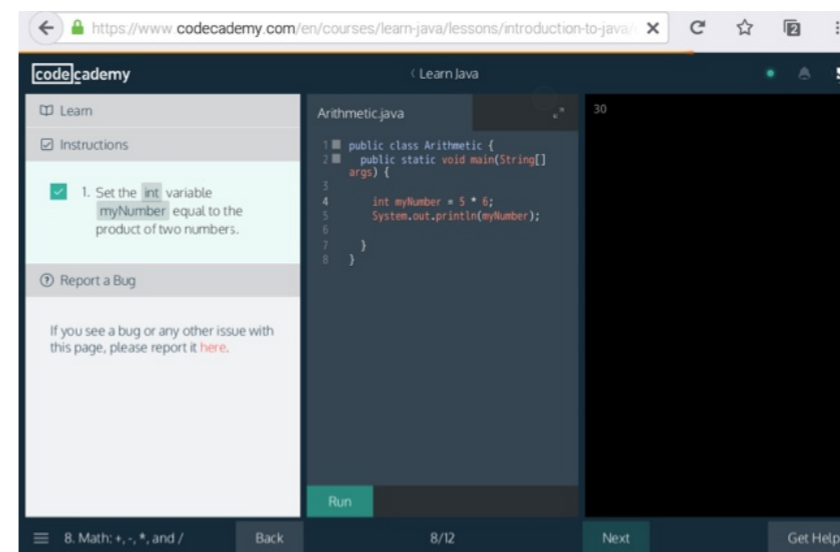 https://www.codecademy.com/en/courses/learn-java/lessons/introduction-to-java/
2
codecademy
Learn Java
Learn
Instructions
1. Set the int variable
myNumber equal to the
product of two numbers.
Report a Bug
If you see a bug or any other issue with
this page, please report it here.
Arithmetic.java
1 public class Arithmetic {
2 public static void main(String[]
args) {
3
4 int myNumber = 5 * 6;
5 System.out.println(myNumber);
6
7 }
8 }
Run
30
8. Math: +, -, *, and /
Back
8/12
Next
Get Help